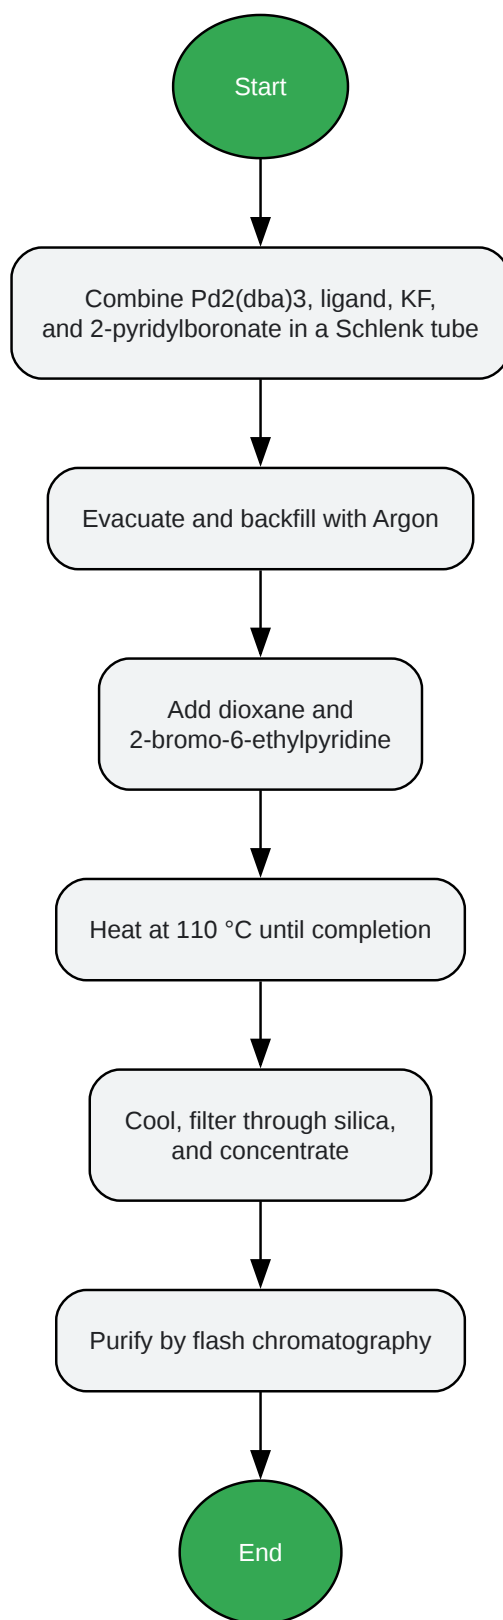 Start
Combine Pd2(dba)3, ligand, KF,
and 2-pyridylboronate in a Schlenk tube
Evacuate and backfill with Argon
Add dioxane and
2-bromo-6-ethylpyridine
Heat at 110 °C until completion
Cool, filter through silica,
and concentrate
Purify by flash chromatography
End